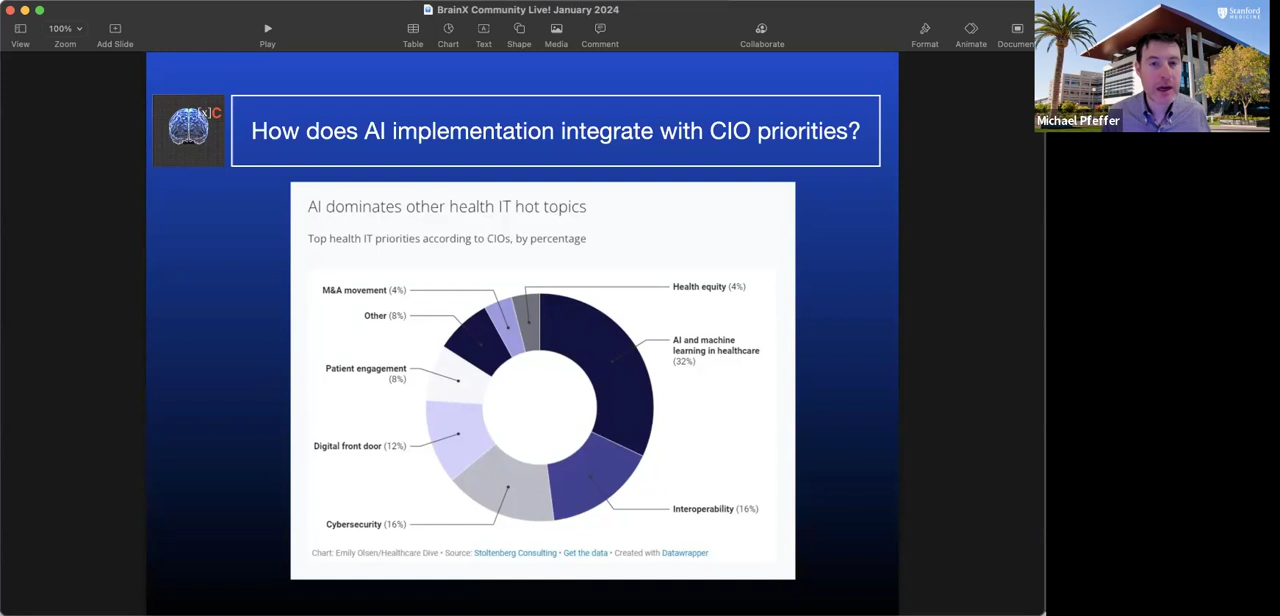 BrainX Community Live! January 2024
100%
View
Zoom
Add Slide
Play
Table
Chart
Text
Shape
Media
Comment
Collaborate
Format
Animate
Documen
Stanford
MEDICINE
Michael Pfeffer
[x]C
How does AI implementation integrate with CIO priorities?
AI dominates other health IT hot topics
Top health IT priorities according to CIOs, by percentage
M&A movement (4%)
Health equity (4%)
Other (8%)
AI and machine
learning in healthcare
(32%)
Patient engagement
(8%)
Digital front door (12%)
Interoperability (16%)
Cybersecurity (16%)
Chart: Emily Olsen/Healthcare Dive • Source: Stoltenberg Consulting • Get the data • Created with Datawrapper